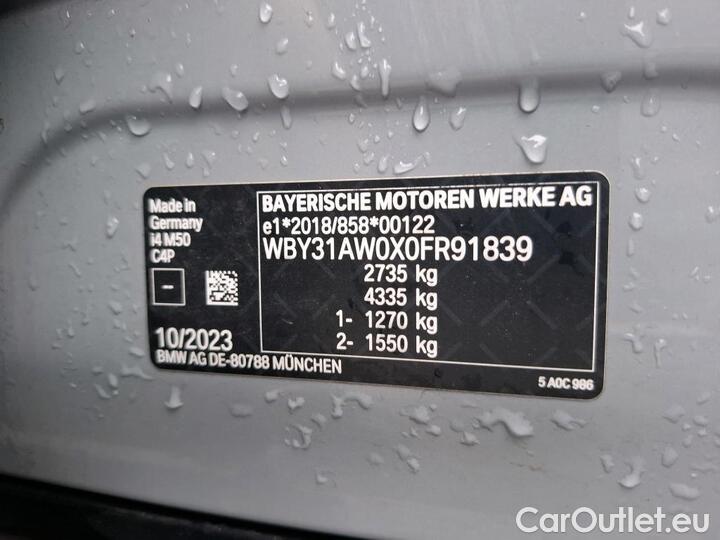 Made in
Germany
i4 M50
C4P
10/2023
BAYERISCHE MOTOREN WERKE AG
e1*2018/858*00122
WBY31AW0X0FR91839
2735 kg
4335 kg
1- 1270 kg
2- 1550 kg
BMW AG DE-80788 MÜNCHEN
5 A0C 986
CarOutlet.eu